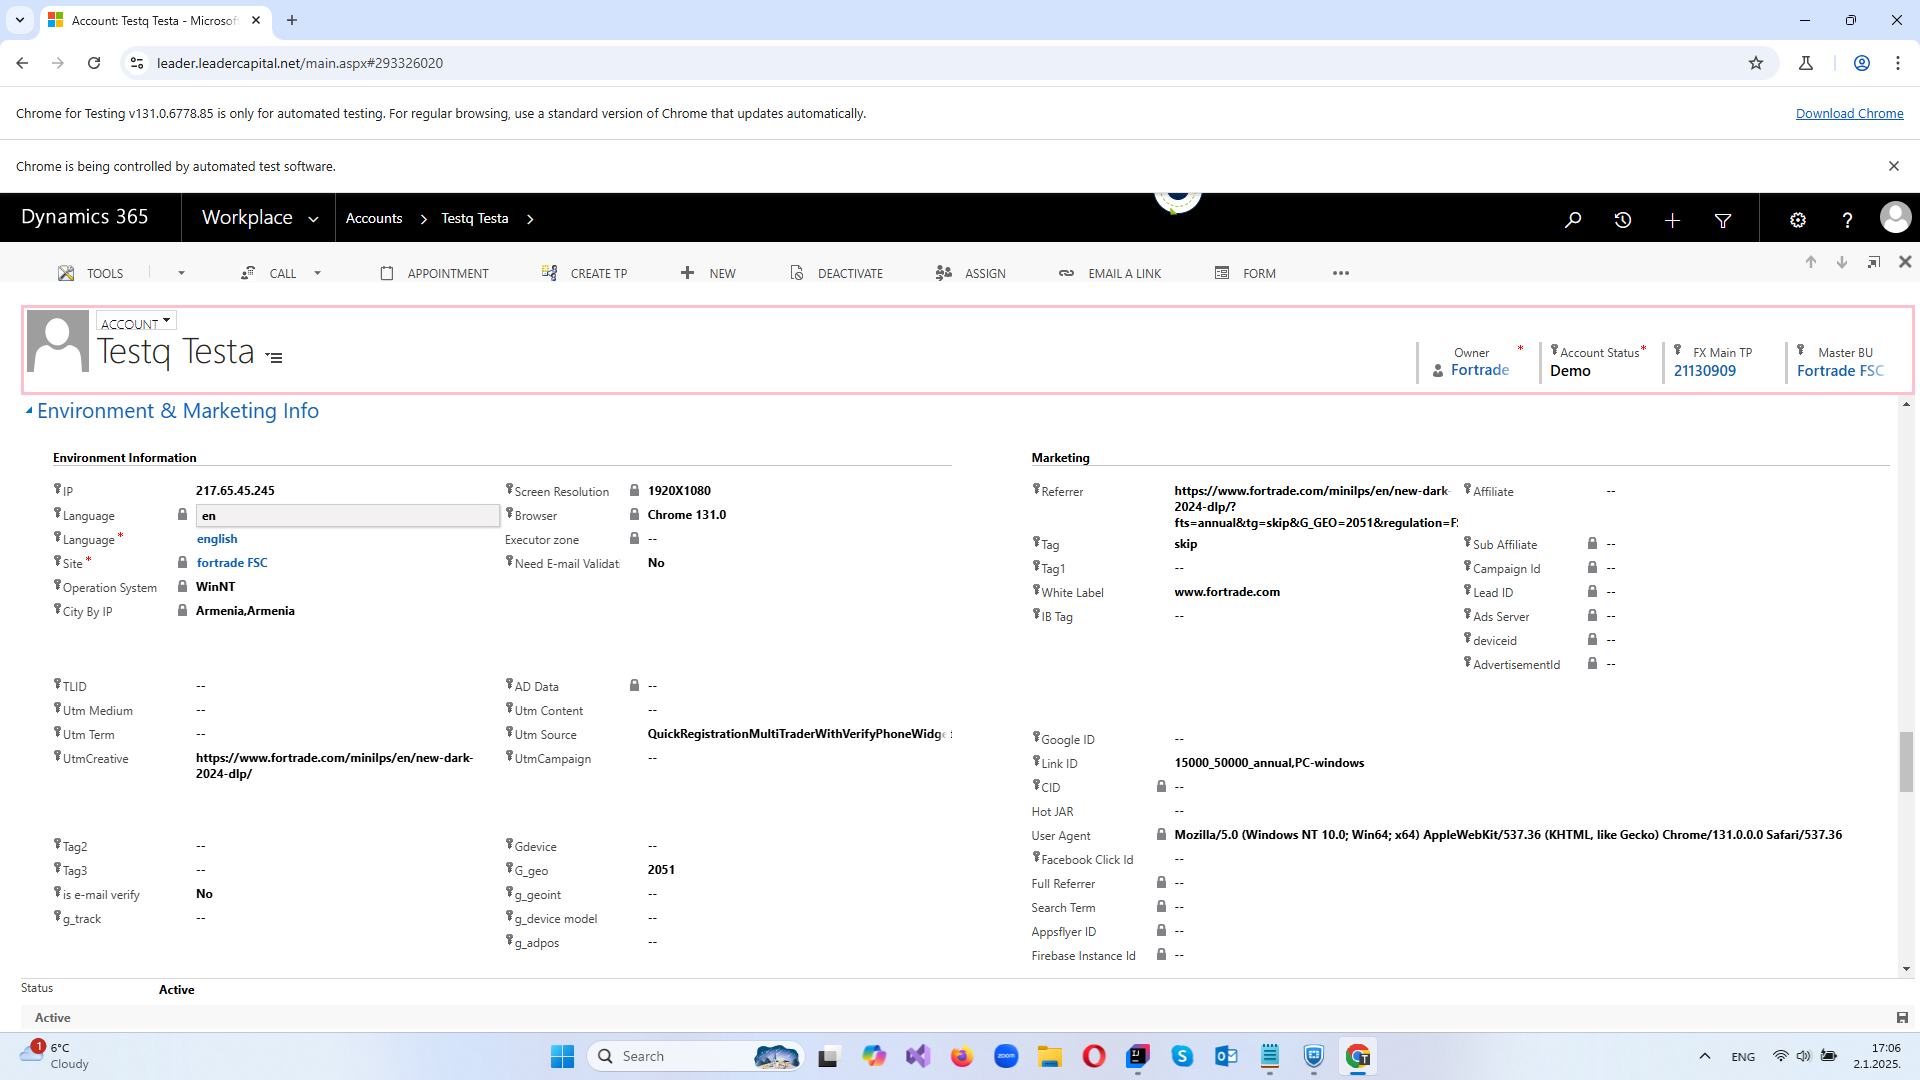 Account: Testq Testa - Microsof
leader.leadercapital.net/main.aspx#293326020
Chrome for Testing v131.0.6778.85 is only for automated testing. For regular browsing, use a standard version of Chrome that updates automatically.
Download Chrome
Chrome is being controlled by automated test software.
Dynamics 365
Workplace
Accounts
Testq Testa
TOOLS
CALL
APPOINTMENT
CREATE TP
NEW
DEACTIVATE
ASSIGN
EMAIL A LINK
FORM
ACCOUNT
Testq Testa
Owner *
Fortrade
Account Status*
Demo
FX Main TP
21130909
Master BU
Fortrade FSC
Environment & Marketing Info
Environment Information
IP 217.65.45.245
Language en
Language * english
Site * fortrade FSC
Operation System WinNT
City By IP Armenia,Armenia
Screen Resolution 1920X1080
Browser Chrome 131.0
Executor zone --
Need E-mail Validat No
TLID --
Utm Medium --
Utm Term --
UtmCreative https://www.fortrade.com/minilps/en/new-dark-
2024-dlp/
AD Data --
Utm Content --
Utm Source QuickRegistrationMultiTraderWithVerifyPhoneWidg
UtmCampaign --
Tag2 --
Tag3 --
is e-mail verify No
g_track --
Gdevice --
G_geo 2051
g_geoint --
g_device model --
g_adpos --
Marketing
Referrer https://www.fortrade.com/minilps/en/new-dark-
2024-dlp/?
fts=annual&tg=skip&G_GEO=2051&regulation=F
Tag skip
Tag1 --
White Label www.fortrade.com
IB Tag --
Affiliate --
Sub Affiliate --
Campaign Id --
Lead ID --
Ads Server --
deviceid --
AdvertisementId --
Google ID --
Link ID 15000_50000_annual,PC-windows
CID --
Hot JAR --
User Agent Mozilla/5.0 (Windows NT 10.0; Win64; x64) AppleWebKit/537.36 (KHTML, like Gecko) Chrome/131.0.0.0 Safari/537.36
Facebook Click Id --
Full Referrer --
Search Term --
Appsflyer ID --
Firebase Instance Id --
Status Active
Active
1
6°C
Cloudy
Search
zoom
ENG
17:06
2.1.2025.